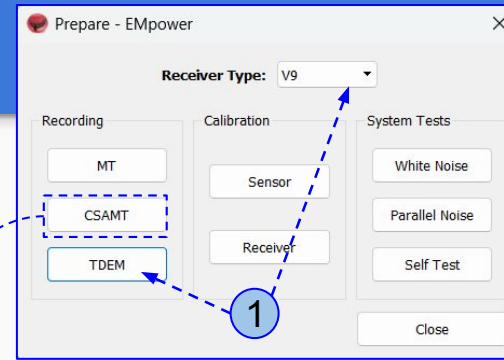 Prepare - EMpower
Receiver Type: V9
Recording
MT
CSAMT
TDEM
Calibration
Sensor
Receiver
System Tests
White Noise
Parallel Noise
Self Test
Close
1